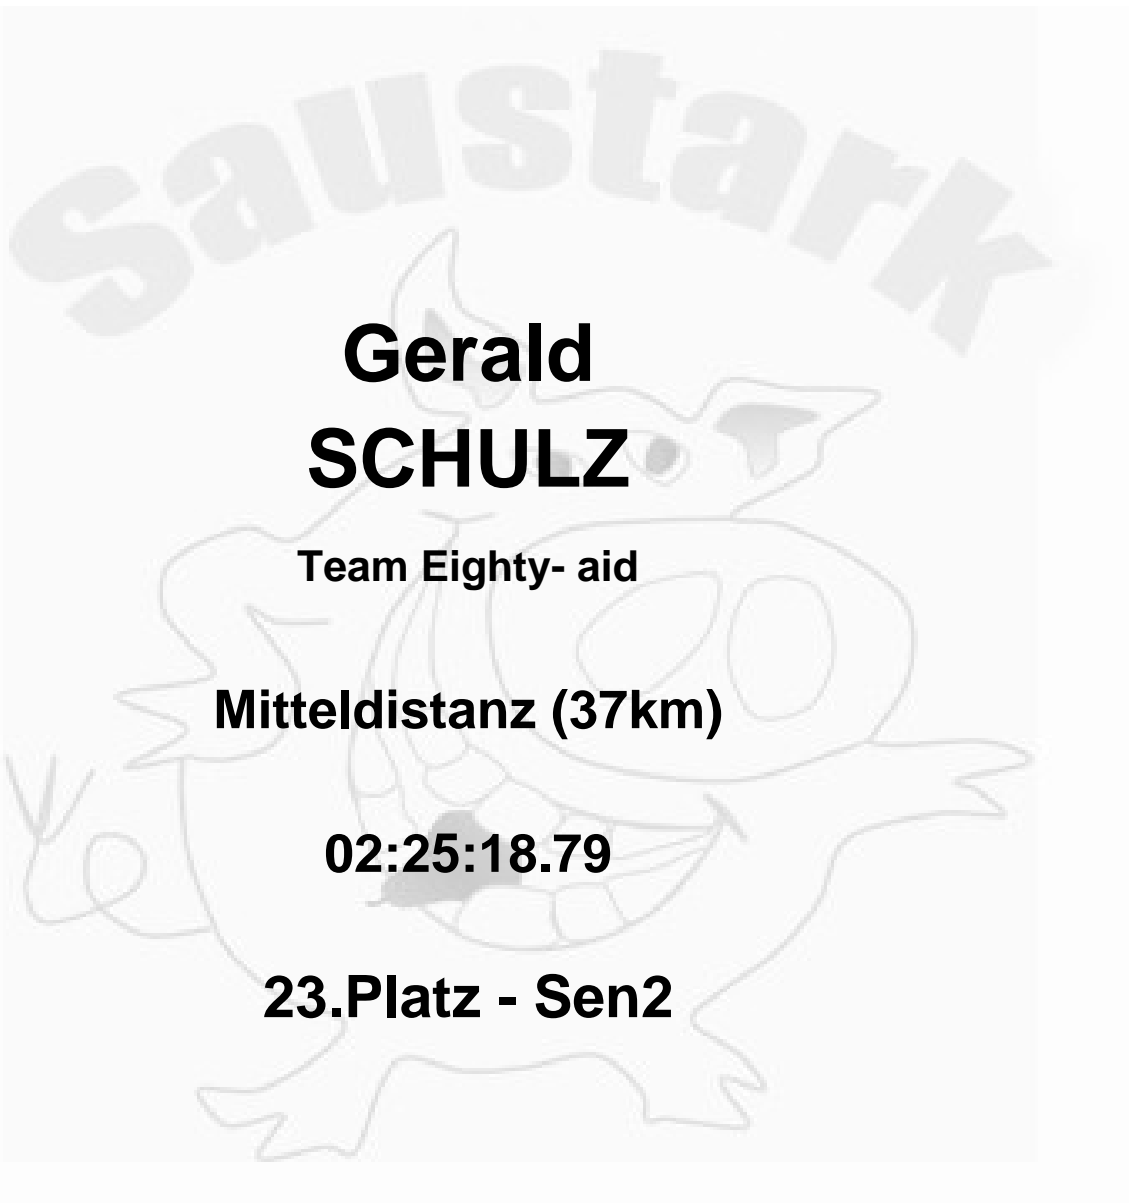 Saustark
Gerald
SCHULZ
Team Eighty- aid
Mitteldistanz (37km)
02:25:18.79
23.Platz - Sen2